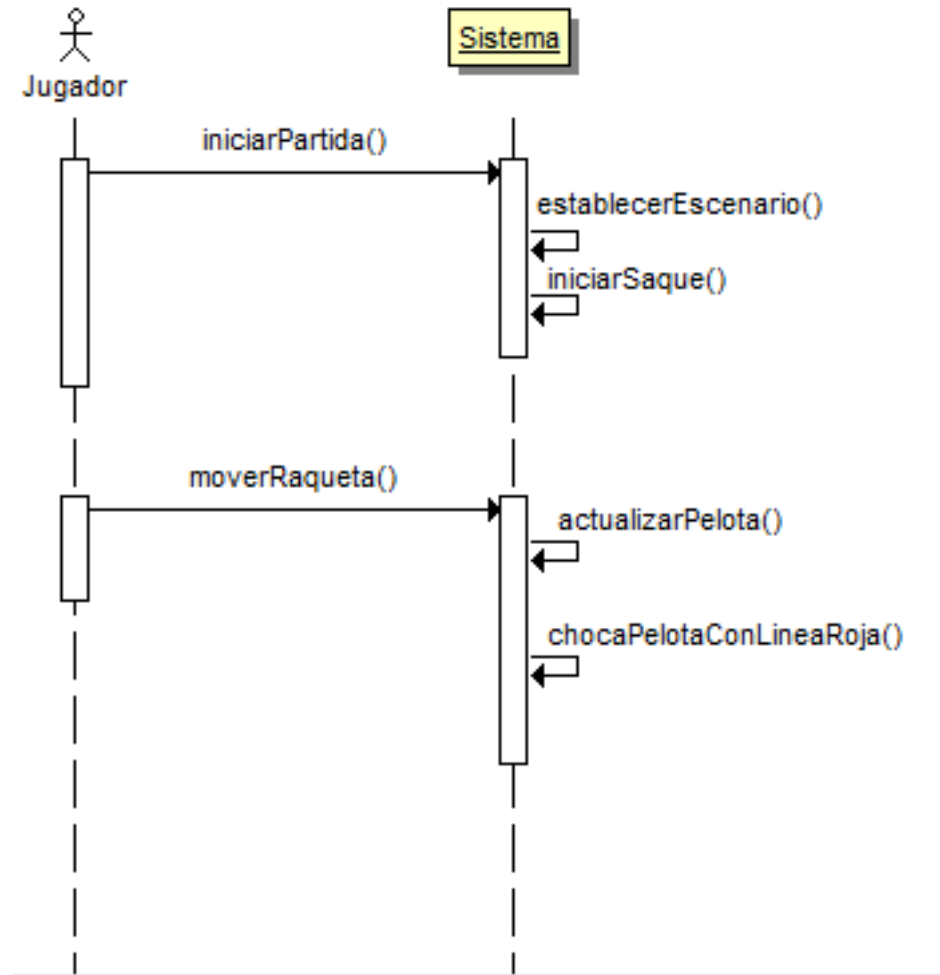 Sistema
Jugador
iniciarPartida()
establecerEscenario()
iniciarSaque()
moverRaqueta()
actualizarPelota()
chocaPelotaConLineaRoja()